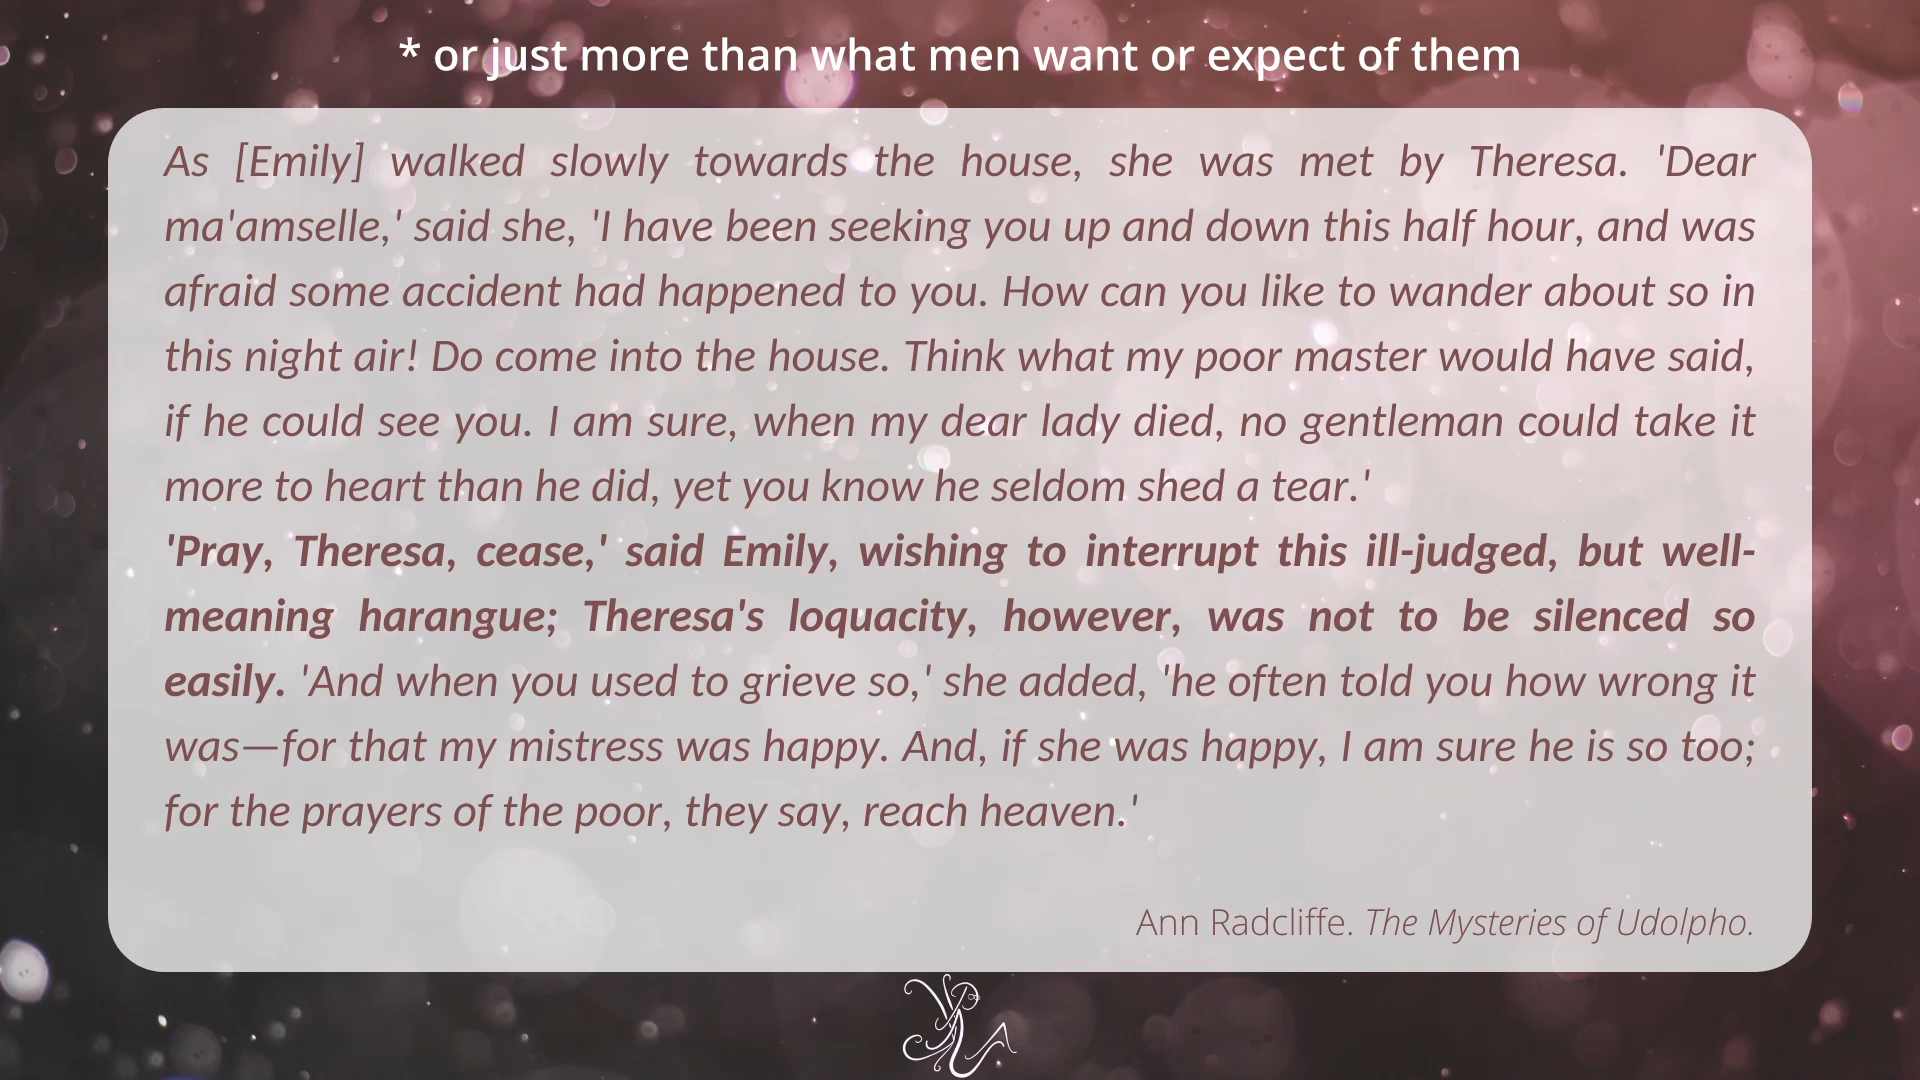 * or just more than what men want or expect of them
As [Emily] walked slowly towards the house, she was met by Theresa. 'Dear
ma'amselle,' said she, 'I have been seeking you up and down this half hour, and was
afraid some accident had happened to you. How can you like to wander about so in
this night air! Do come into the house. Think what my poor master would have said,
if he could see you. I am sure, when my dear lady died, no gentleman could take it
more to heart than he did, yet you know he seldom shed a tear.'
'Pray, Theresa, cease,' said Emily, wishing to interrupt this ill-judged, but well-
meaning harangue; Theresa's loquacity, however, was not to be silenced so
easily. 'And when you used to grieve so,' she added, 'he often told you how wrong it
was—for that my mistress was happy. And, if she was happy, I am sure he is so too;
for the prayers of the poor, they say, reach heaven.'
Ann Radcliffe. The Mysteries of Udolpho.